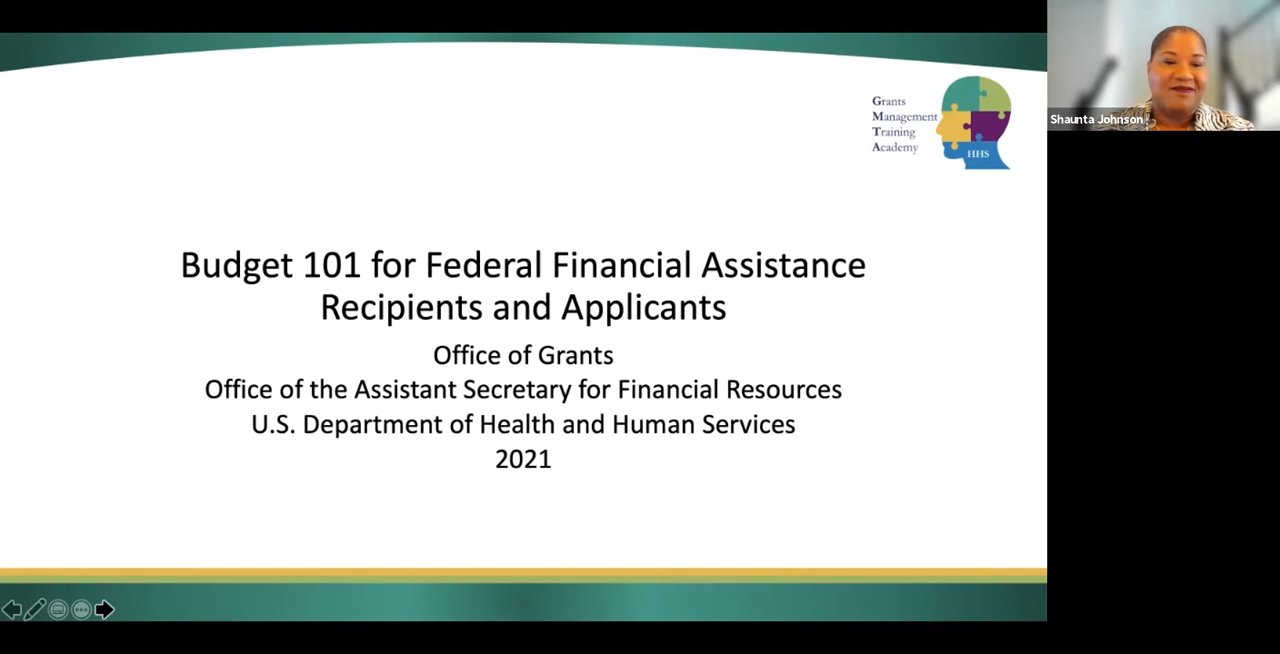 Grants
Management
Training
Academy
HHS
Shaunta Johnson
Budget 101 for Federal Financial Assistance
Recipients and Applicants
Office of Grants
Office of the Assistant Secretary for Financial Resources
U.S. Department of Health and Human Services
2021